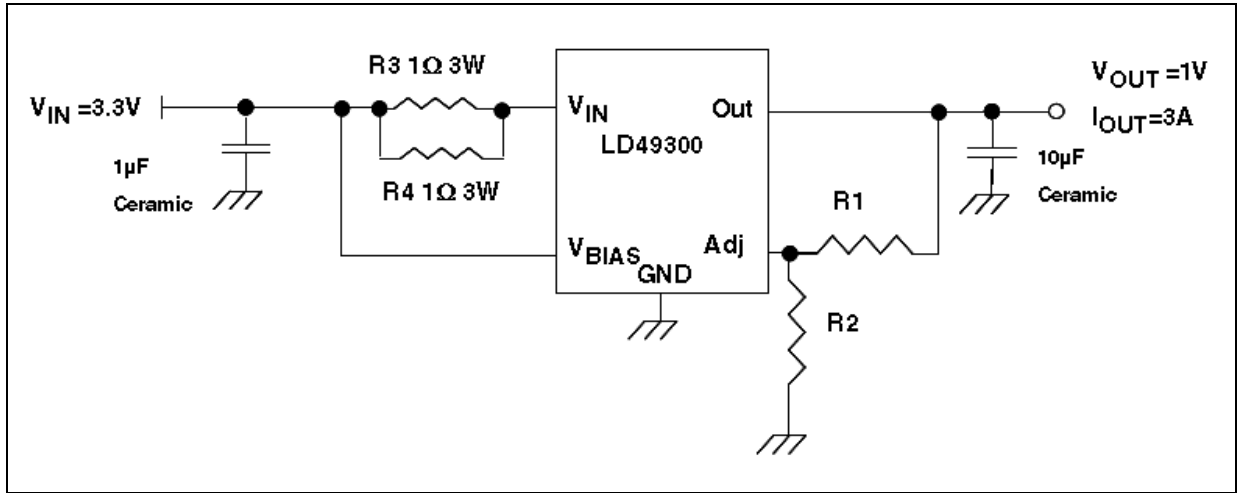 R3 1Ω 3W
V_IN =3.3V
1µF
Ceramic
R4 1Ω 3W
V_IN
Out
LD49300
V_BIAS
GND
Adj
V_OUT =1V
I_OUT=3A
10µF
Ceramic
R1
R2